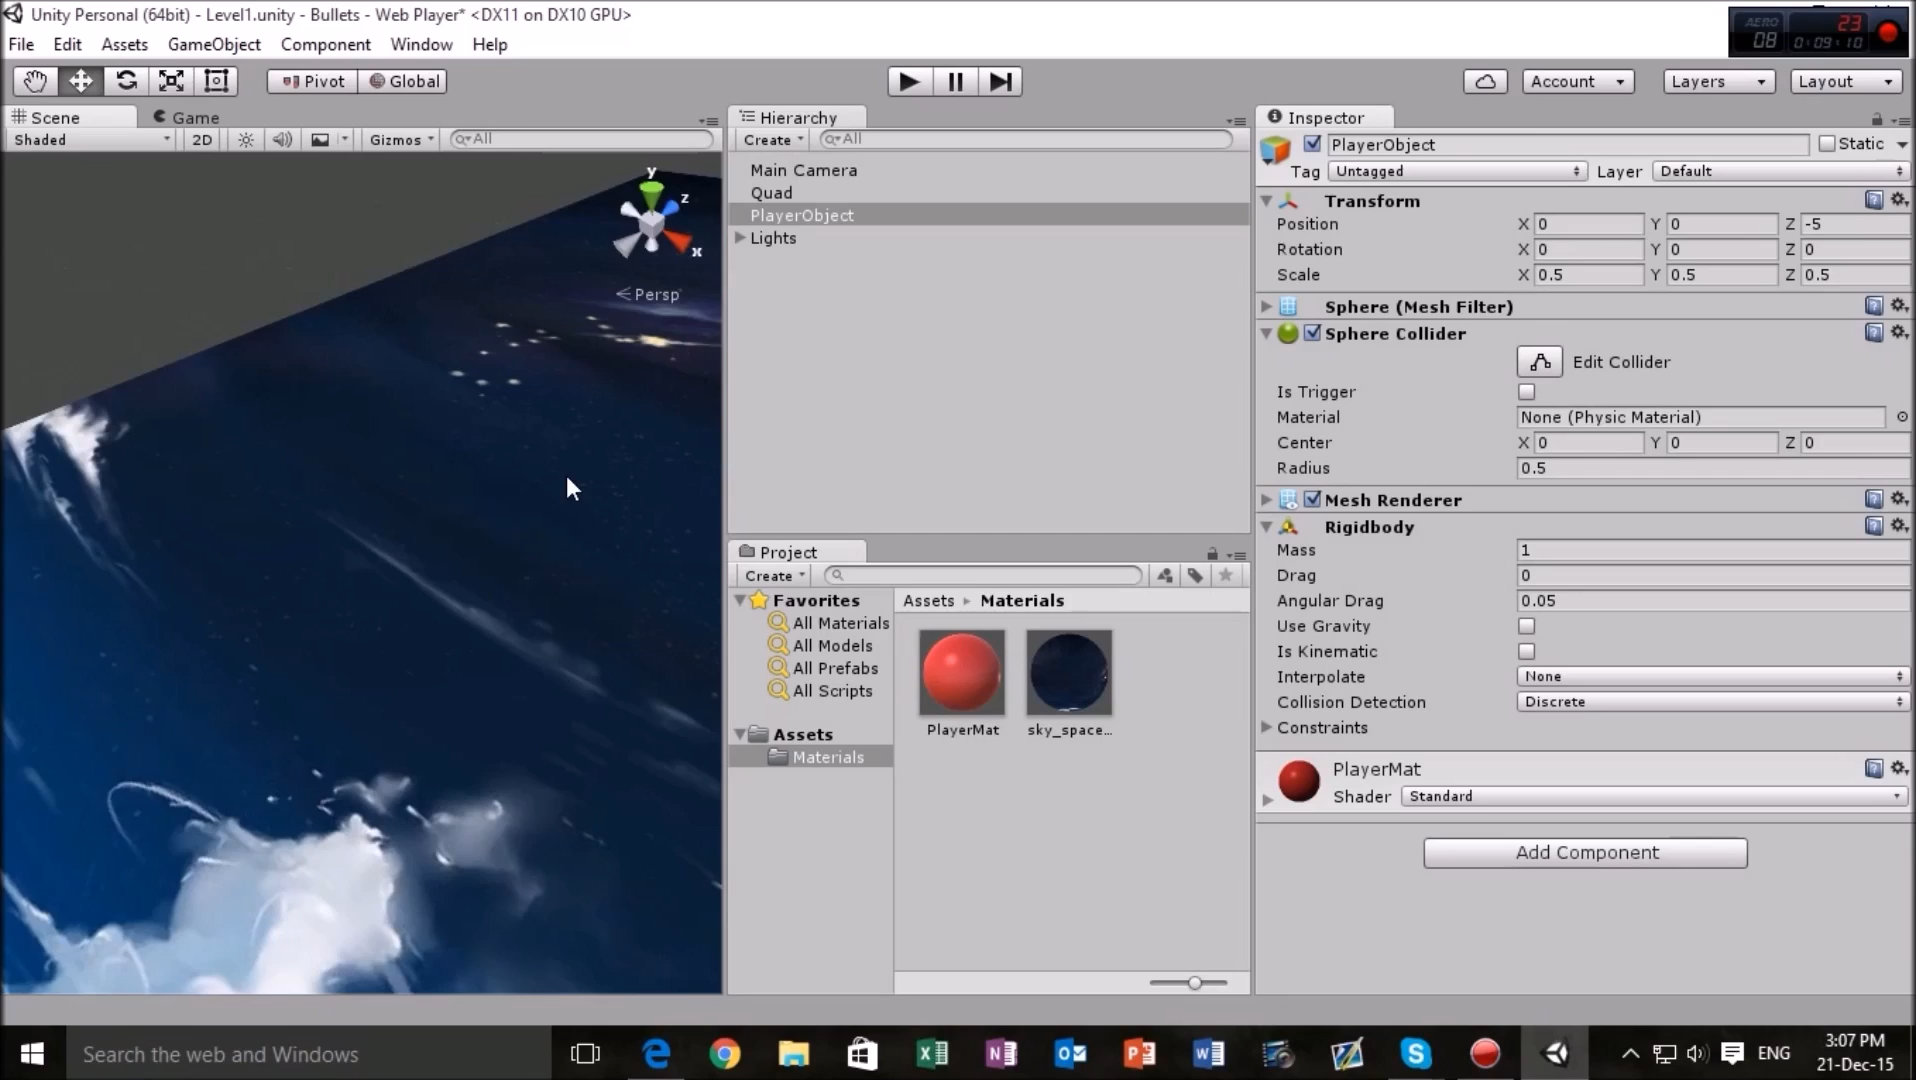 Unity Personal (64bit) - Level1.unity - Bullets - Web Player* <DX11 on DX10 GPU>
AERO 23
08 0:09:10
File Edit Assets GameObject Component Window Help
Pivot Global Account Layers Layout
Scene Game
Shaded 2D Gizmos All
y
z
x
Persp
Hierarchy
Create All
Main Camera
Quad
PlayerObject
Lights
Project
Create
Favorites
All Materials
All Models
All Prefabs
All Scripts
Assets
Materials
Assets Materials
PlayerMat sky_space...
Inspector
PlayerObject Static
Tag Untagged Layer Default
Transform
Position X 0 Y 0 Z -5
Rotation X 0 Y 0 Z 0
Scale X 0.5 Y 0.5 Z 0.5
Sphere (Mesh Filter)
Sphere Collider
Edit Collider
Is Trigger
Material None (Physic Material)
Center X 0 Y 0 Z 0
Radius 0.5
Mesh Renderer
Rigidbody
Mass 1
Drag 0
Angular Drag 0.05
Use Gravity
Is Kinematic
Interpolate None
Collision Detection Discrete
Constraints
PlayerMat
Shader Standard
Add Component
Search the web and Windows
ENG
3:07 PM
21-Dec-15